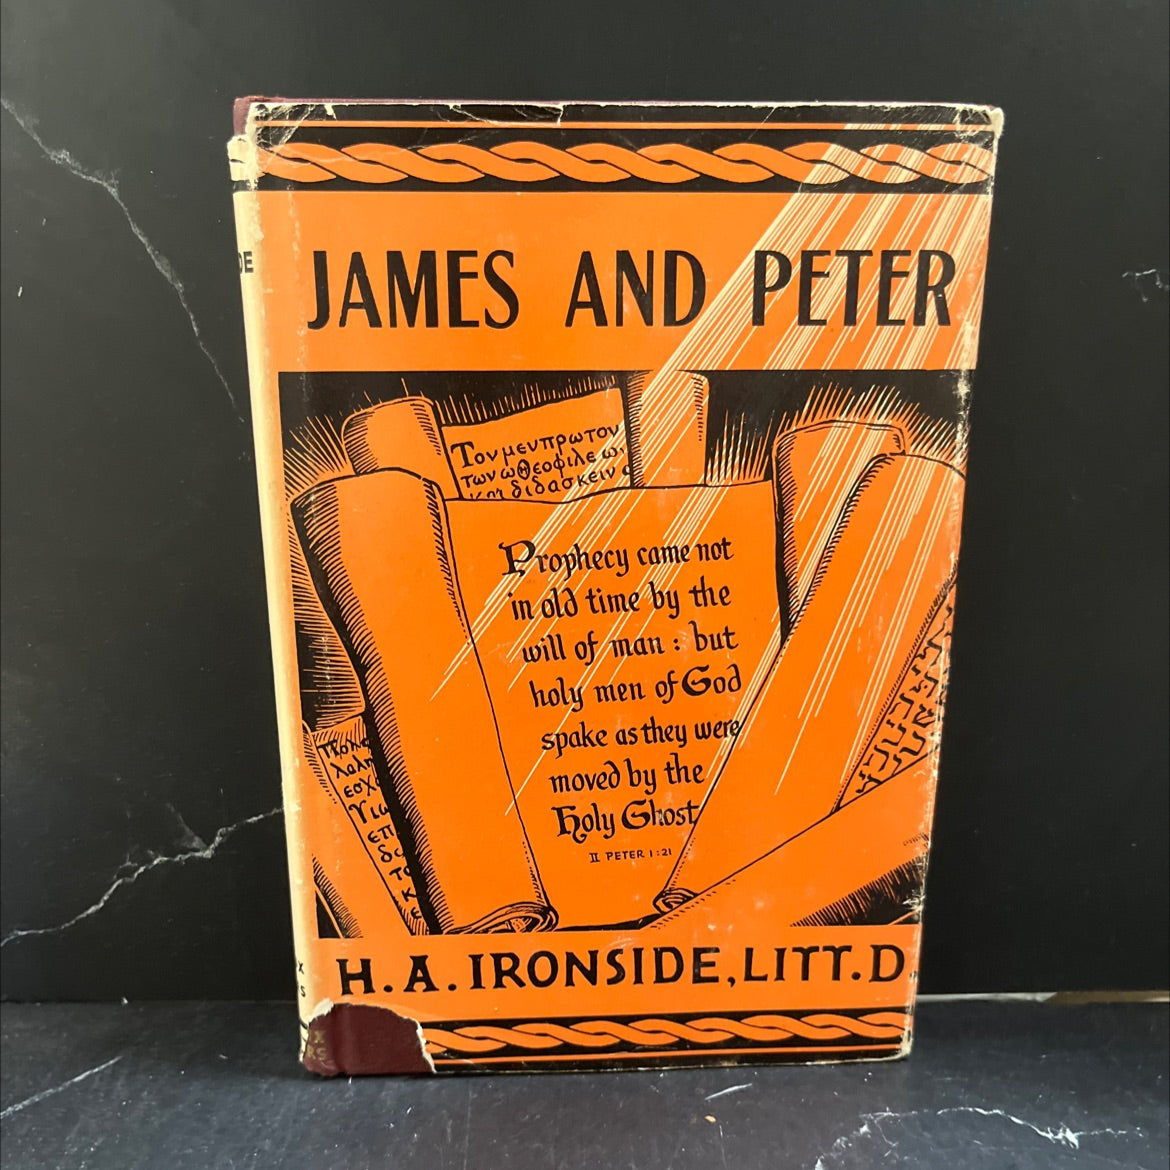 JAMES AND PETER
Τον μεν πρωτον
των ω Θεοφιλε ω
και διδασκειν
Prophecy came not
in old time by the
will of man : but
holy men of God
spake as they were
moved by the
Holy Ghost
II PETER 1:21
H. A. IRONSIDE, LITT. D.